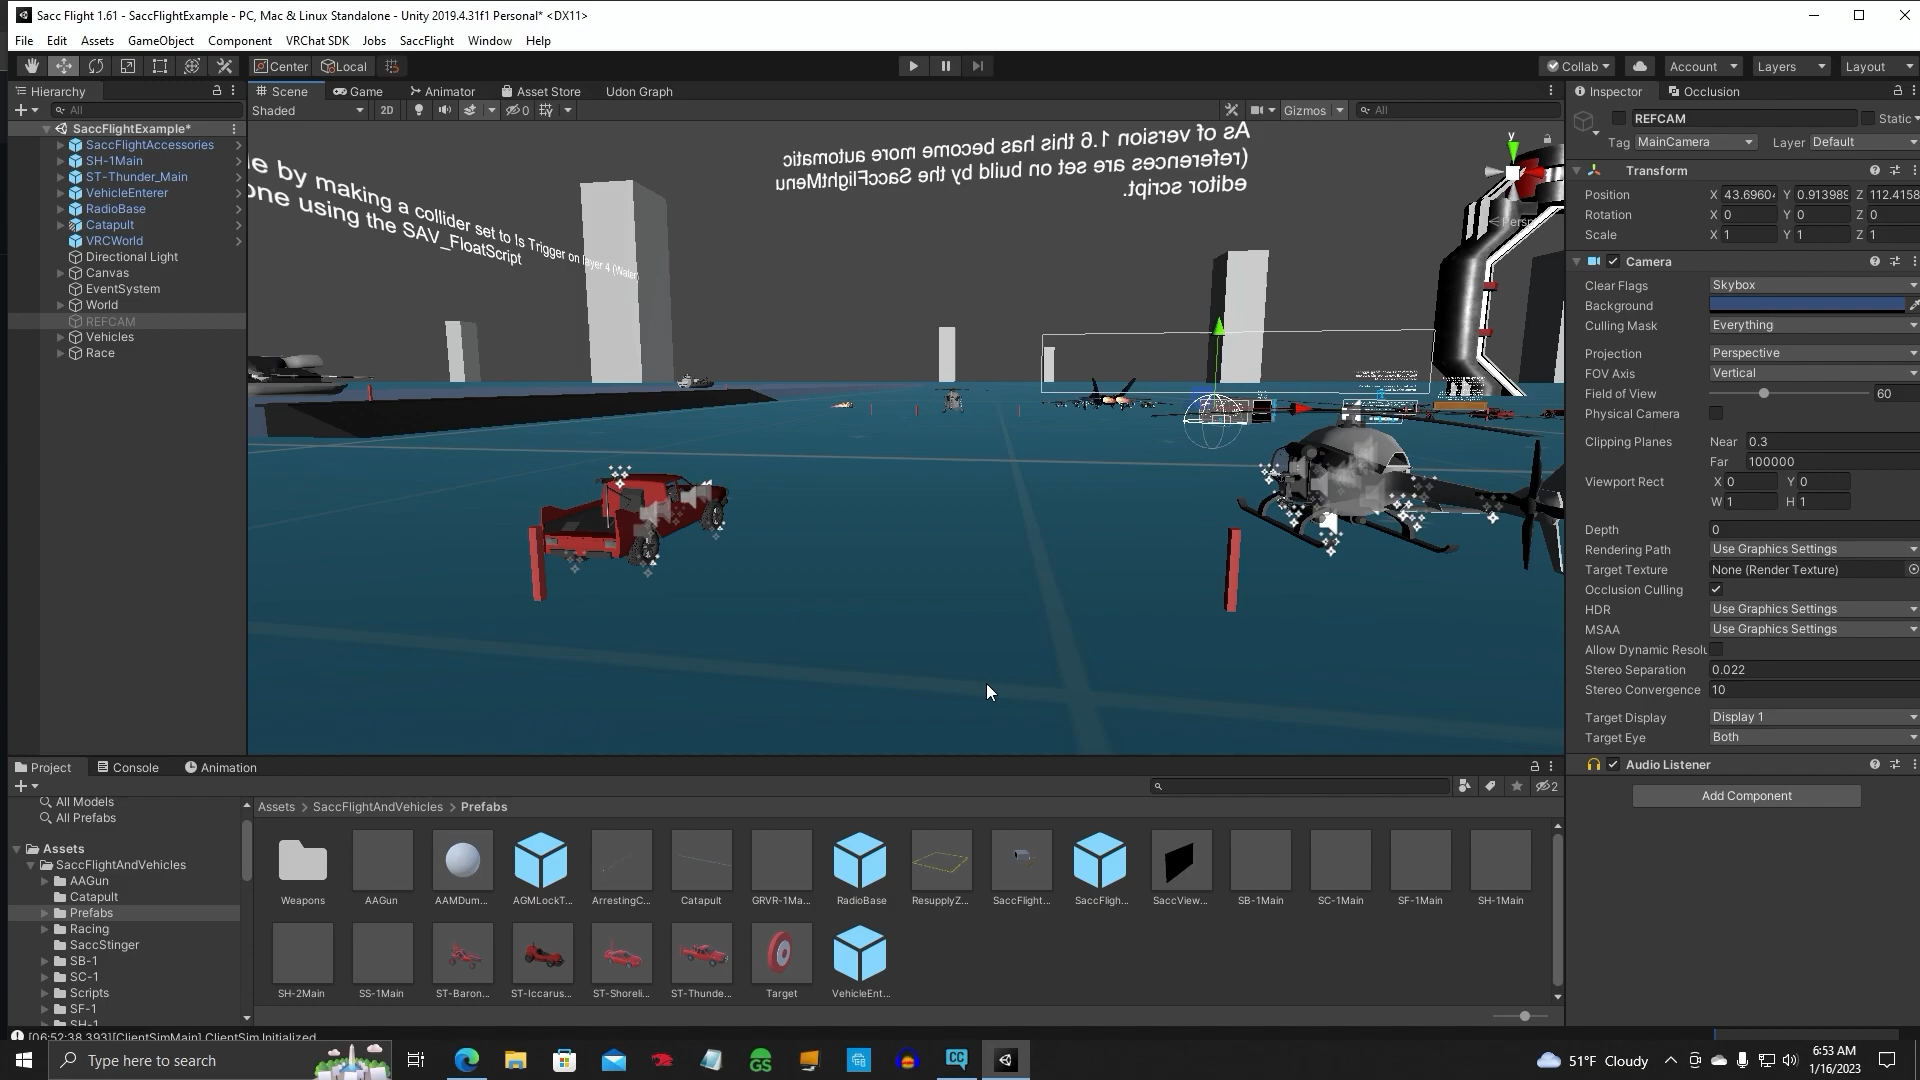 Sacc Flight 1.61 - SaccFlightExample - PC, Mac & Linux Standalone - Unity 2019.4.31f1 Personal* <DX11>
File Edit Assets GameObject Component VRChat SDK Jobs SaccFlight Window Help
Center Local
Collab Account Layers Layout
Hierarchy
All
SaccFlightExample*
SaccFlightAccessories
SH-1Main
ST-Thunder_Main
VehicleEnterer
RadioBase
Catapult
VRCWorld
Directional Light
Canvas
EventSystem
World
REFCAM
Vehicles
Race
Scene Game Animator Asset Store Udon Graph
Shaded 2D 0 Gizmos All
e by making a collider set to Is Trigger on layer 4 (Water)
one using the SAV_FloatScript
As of version 1.6 this has become more automatic
(references are set on build by the SaccFlightMenu
editor script.
y
< Persp
Inspector Occlusion
REFCAM Static
Tag MainCamera Layer Default
Transform
Position X 43.6960 Y 0.913989 Z 112.4158
Rotation X 0 Y 0 Z 0
Scale X 1 Y 1 Z 1
Camera
Clear Flags Skybox
Background
Culling Mask Everything
Projection Perspective
FOV Axis Vertical
Field of View 60
Physical Camera
Clipping Planes Near 0.3
Far 100000
Viewport Rect X 0 Y 0
W 1 H 1
Depth 0
Rendering Path Use Graphics Settings
Target Texture None (Render Texture)
Occlusion Culling
HDR Use Graphics Settings
MSAA Use Graphics Settings
Allow Dynamic Resolu
Stereo Separation 0.022
Stereo Convergence 10
Target Display Display 1
Target Eye Both
Audio Listener
Add Component
Project Console Animation
2
All Models
All Prefabs
Assets
SaccFlightAndVehicles
AAGun
Catapult
Prefabs
Racing
SaccStinger
SB-1
SC-1
Scripts
SF-1
SH-1
Assets > SaccFlightAndVehicles > Prefabs
Weapons AAGun AAMDum... AGMLockT... ArrestingC... Catapult GRVR-1Ma... RadioBase ResupplyZ... SaccFlight... SaccFligh... SaccView... SB-1Main SC-1Main SF-1Main SH-1Main
SH-2Main SS-1Main ST-Baron... ST-Iccarus... ST-Shoreli... ST-Thunde... Target VehicleEnt...
[06:52:38.393][ClientSimMain] ClientSim Initialized
Type here to search
GS
CC
51°F Cloudy
6:53 AM
1/16/2023